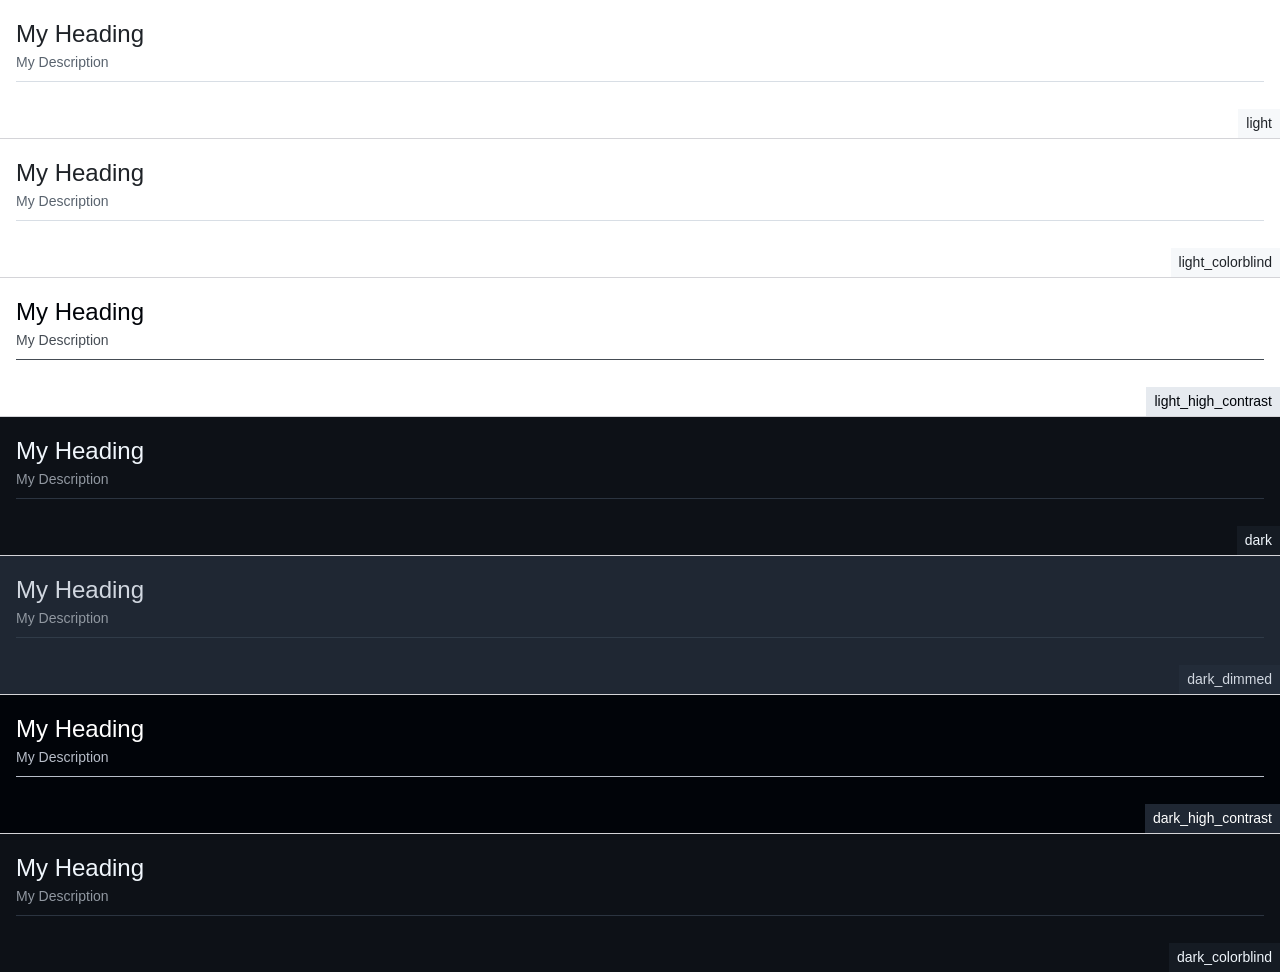 My Heading
My Description
light
My Heading
My Description
light_colorblind
My Heading
My Description
light_high_contrast
My Heading
My Description
dark
My Heading
My Description
dark_dimmed
My Heading
My Description
dark_high_contrast
My Heading
My Description
dark_colorblind